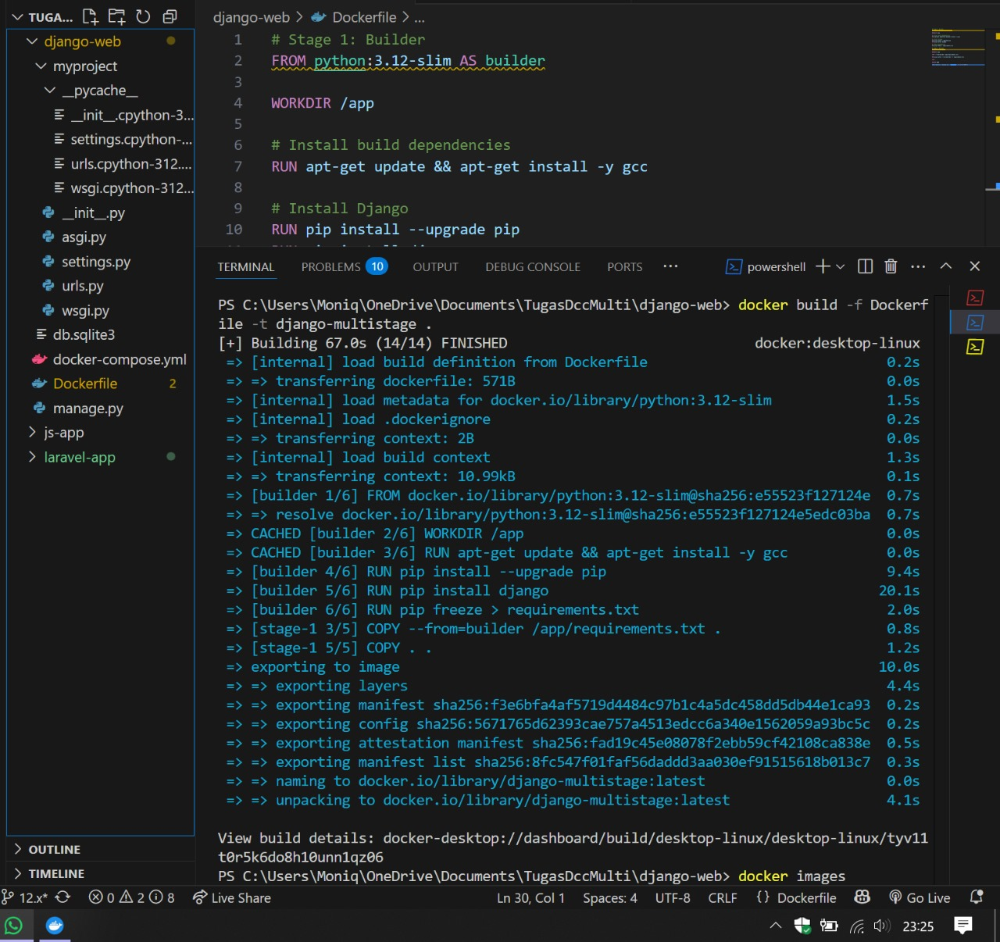 TUGA...
django-web
myproject
__pycache__
__init__.cpython-3...
settings.cpython-...
urls.cpython-312....
wsgi.cpython-312...
__init__.py
asgi.py
settings.py
urls.py
wsgi.py
db.sqlite3
docker-compose.yml
Dockerfile 2
manage.py
js-app
laravel-app
OUTLINE
TIMELINE
django-web > Dockerfile > ...
1 # Stage 1: Builder
2 FROM python:3.12-slim AS builder
3
4 WORKDIR /app
5
6 # Install build dependencies
7 RUN apt-get update && apt-get install -y gcc
8
9 # Install Django
10 RUN pip install --upgrade pip
TERMINAL PROBLEMS 10 OUTPUT DEBUG CONSOLE PORTS ... powershell
PS C:\Users\Moniq\OneDrive\Documents\TugasDccMulti\django-web> docker build -f Dockerf
ile -t django-multistage .
[+] Building 67.0s (14/14) FINISHED docker:desktop-linux
=> [internal] load build definition from Dockerfile 0.2s
=> => transferring dockerfile: 571B 0.0s
=> [internal] load metadata for docker.io/library/python:3.12-slim 1.5s
=> [internal] load .dockerignore 0.2s
=> => transferring context: 2B 0.0s
=> [internal] load build context 1.3s
=> => transferring context: 10.99kB 0.1s
=> [builder 1/6] FROM docker.io/library/python:3.12-slim@sha256:e55523f127124e 0.7s
=> => resolve docker.io/library/python:3.12-slim@sha256:e55523f127124e5edc03ba 0.7s
=> CACHED [builder 2/6] WORKDIR /app 0.0s
=> CACHED [builder 3/6] RUN apt-get update && apt-get install -y gcc 0.0s
=> [builder 4/6] RUN pip install --upgrade pip 9.4s
=> [builder 5/6] RUN pip install django 20.1s
=> [builder 6/6] RUN pip freeze > requirements.txt 2.0s
=> [stage-1 3/5] COPY --from=builder /app/requirements.txt . 0.8s
=> [stage-1 5/5] COPY . . 1.2s
=> exporting to image 10.0s
=> => exporting layers 4.4s
=> => exporting manifest sha256:f3e6bfa4af5719d4484c97b1c4a5dc458dd5db44e1ca93 0.2s
=> => exporting config sha256:5671765d62393cae757a4513edcc6a340e1562059a93bc5c 0.2s
=> => exporting attestation manifest sha256:fad19c45e08078f2ebb59cf42108ca838e 0.5s
=> => exporting manifest list sha256:8fc547f01faf56daddd3aa030ef91515618b013c7 0.3s
=> => naming to docker.io/library/django-multistage:latest 0.0s
=> => unpacking to docker.io/library/django-multistage:latest 4.1s
View build details: docker-desktop://dashboard/build/desktop-linux/desktop-linux/tyv11
t0r5k6do8h10unn1qz06
PS C:\Users\Moniq\OneDrive\Documents\TugasDccMulti\django-web> docker images
12.x* 0 2 8 Live Share Ln 30, Col 1 Spaces: 4 UTF-8 CRLF {} Dockerfile Go Live
23:25